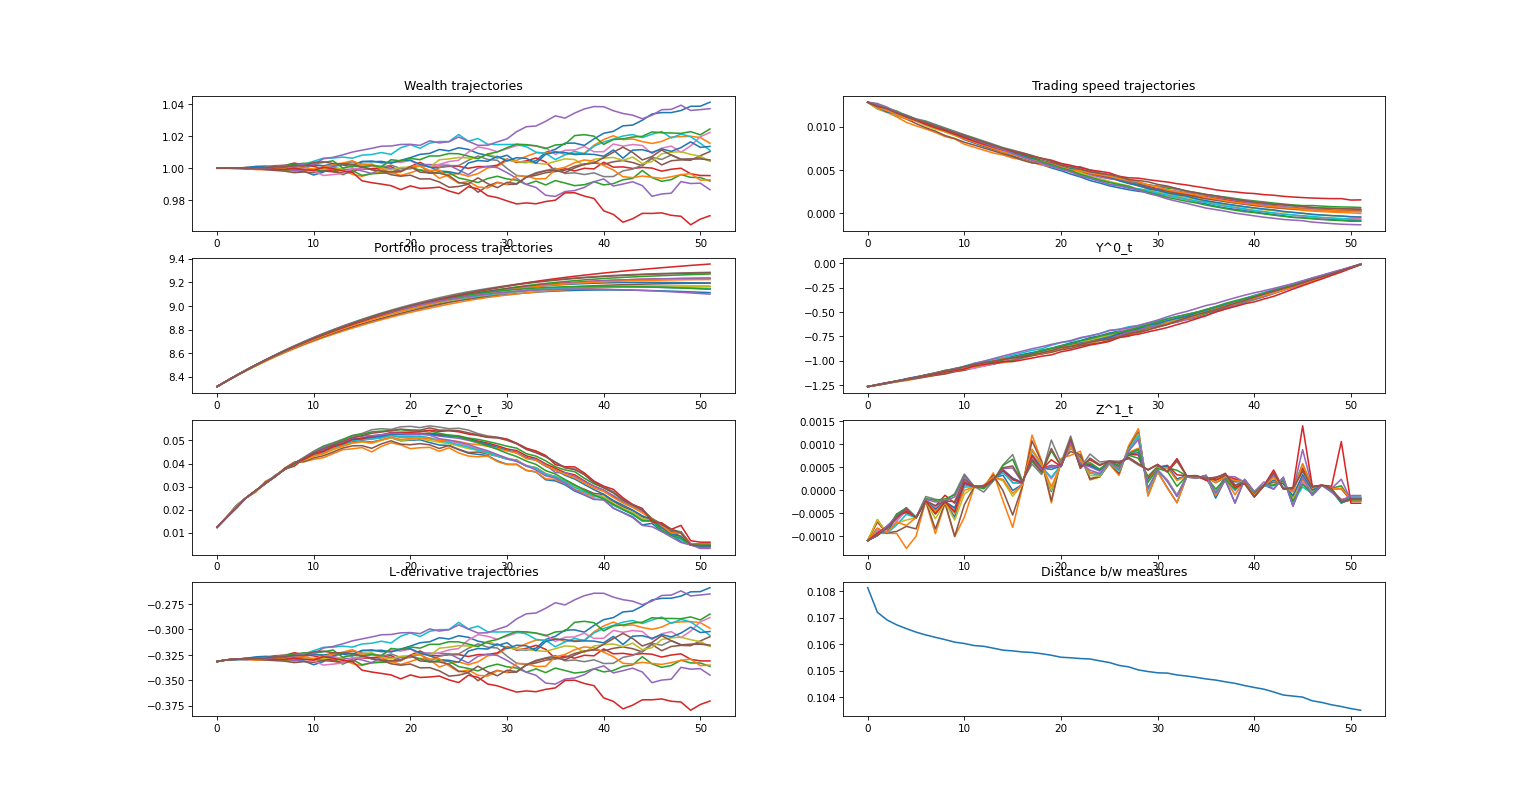 Wealth trajectories
1.04
1.02
1.00
0.98
0 10 20 30 40 50
Trading speed trajectories
0.010
0.005
0.000
0 10 20 30 40 50
Portfolio process trajectories
9.4
9.2
9.0
8.8
8.6
8.4
0 10 20 30 40 50
Y^0_t
0.00
−0.25
−0.50
−0.75
−1.00
−1.25
0 10 20 30 40 50
Z^0_t
0.05
0.04
0.03
0.02
0.01
0 10 20 30 40 50
Z^1_t
0.0015
0.0010
0.0005
0.0000
−0.0005
−0.0010
0 10 20 30 40 50
L-derivative trajectories
−0.275
−0.300
−0.325
−0.350
−0.375
0 10 20 30 40 50
Distance b/w measures
0.108
0.107
0.106
0.105
0.104
0 10 20 30 40 50